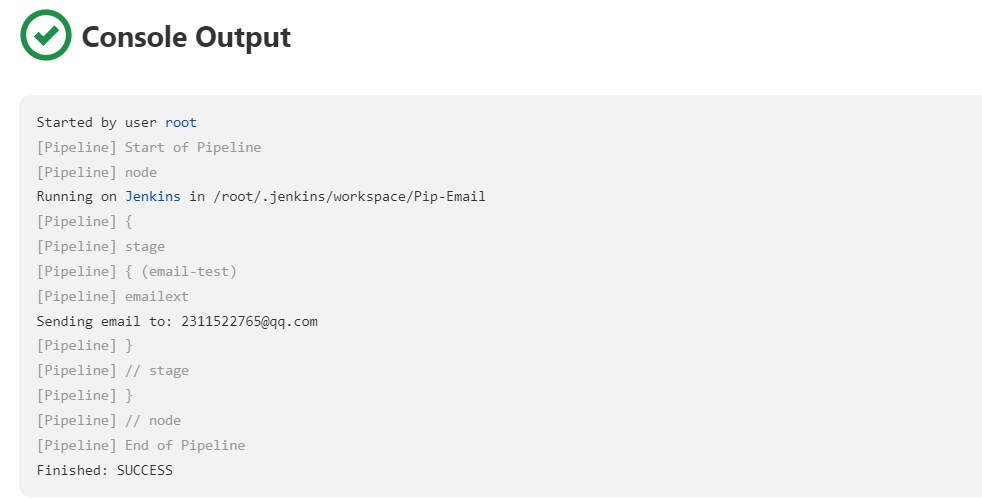 Console Output
Started by user root
[Pipeline] Start of Pipeline
[Pipeline] node
Running on Jenkins in /root/.jenkins/workspace/Pip-Email
[Pipeline] {
[Pipeline] stage
[Pipeline] { (email-test)
[Pipeline] emailext
Sending email to: 2311522765@qq.com
[Pipeline] }
[Pipeline] // stage
[Pipeline] }
[Pipeline] // node
[Pipeline] End of Pipeline
Finished: SUCCESS